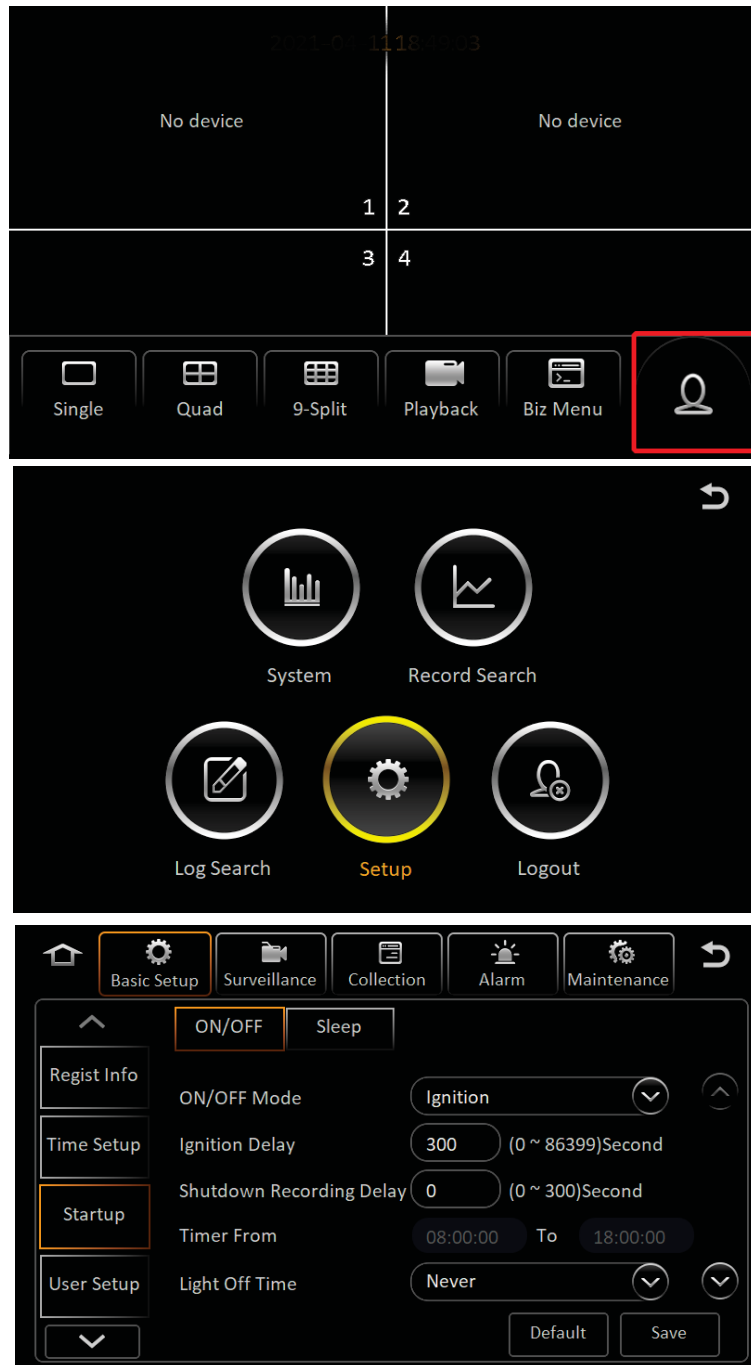 No device No device
1 2
3 4
Single Quad 9-Split Playback Biz Menu
System Record Search
Log Search Setup Logout
Basic Setup Surveillance Collection Alarm Maintenance
ON/OFF Sleep
Regist Info
ON/OFF Mode Ignition
Time Setup Ignition Delay 300 (0 ~ 86399)Second
Shutdown Recording Delay 0 (0 ~ 300)Second
Startup
Timer From 08:00:00 To 18:00:00
User Setup Light Off Time Never
Default Save